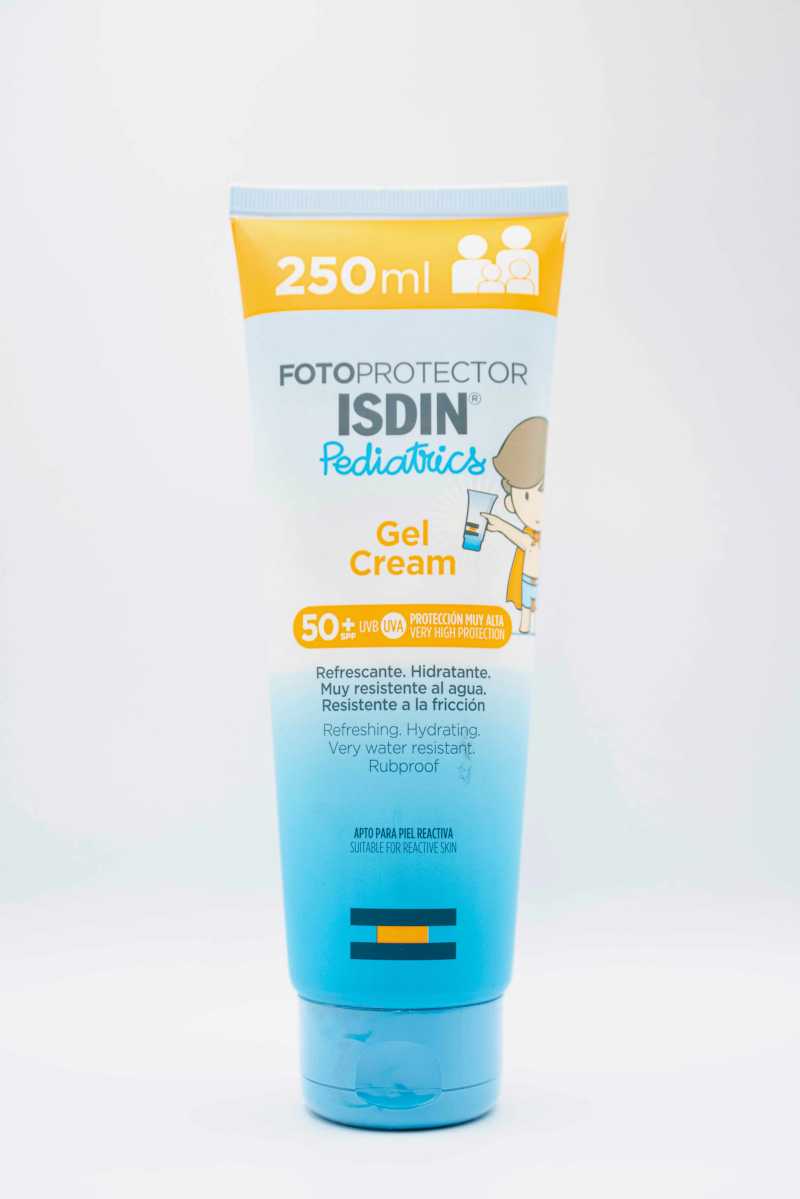 250ml
FOTOPROTECTOR
ISDIN®
Pediatrics
Gel
Cream
50+ SPF UVB UVA PROTECCIÓN MUY ALTA
VERY HIGH PROTECTION
Refrescante. Hidratante.
Muy resistente al agua.
Resistente a la fricción
Refreshing. Hydrating.
Very water resistant.
Rubproof
APTO PARA PIEL REACTIVA
SUITABLE FOR REACTIVE SKIN